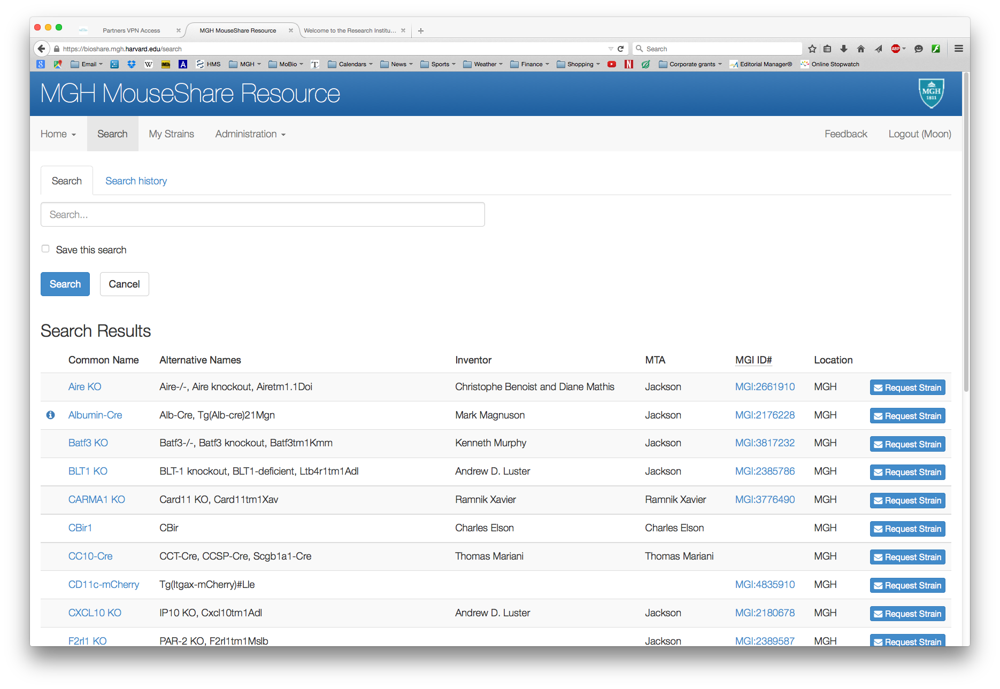 Partners VPN Access
MGH MouseShare Resource
Welcome to the Research Institu...
https://bioshare.mgh.harvard.edu/search
Search
ABP
8 Email W IMDb A HMS MGH MoBio T Calendars News Sports Weather Finance Shopping N Corporate grants Editorial Manager® Online Stopwatch
MGH MouseShare Resource
MGH
1811
Home Search My Strains Administration Feedback Logout (Moon)
Search Search history
Search...
Save this search
Search Cancel
Search Results
Common Name Alternative Names Inventor MTA MGI ID# Location
Aire KO Aire-/-, Aire knockout, Airetm1.1Doi Christophe Benoist and Diane Mathis Jackson MGI:2661910 MGH Request Strain
Albumin-Cre Alb-Cre, Tg(Alb-cre)21Mgn Mark Magnuson Jackson MGI:2176228 MGH Request Strain
Batf3 KO Batf3-/-, Batf3 knockout, Batf3tm1Kmm Kenneth Murphy Jackson MGI:3817232 MGH Request Strain
BLT1 KO BLT-1 knockout, BLT1-deficient, Ltb4r1tm1Adl Andrew D. Luster Jackson MGI:2385786 MGH Request Strain
CARMA1 KO Card11 KO, Card11tm1Xav Ramnik Xavier Ramnik Xavier MGI:3776490 MGH Request Strain
CBir1 CBir Charles Elson Charles Elson MGH Request Strain
CC10-Cre CCT-Cre, CCSP-Cre, Scgb1a1-Cre Thomas Mariani Thomas Mariani MGH Request Strain
CD11c-mCherry Tg(Itgax-mCherry)#Lle MGI:4835910 MGH Request Strain
CXCL10 KO IP10 KO, Cxcl10tm1Adl Andrew D. Luster Jackson MGI:2180678 MGH Request Strain
F2rl1 KO PAR-2 KO, F2rl1tm1Mslb Jackson MGI:2389587 MGH Request Strain